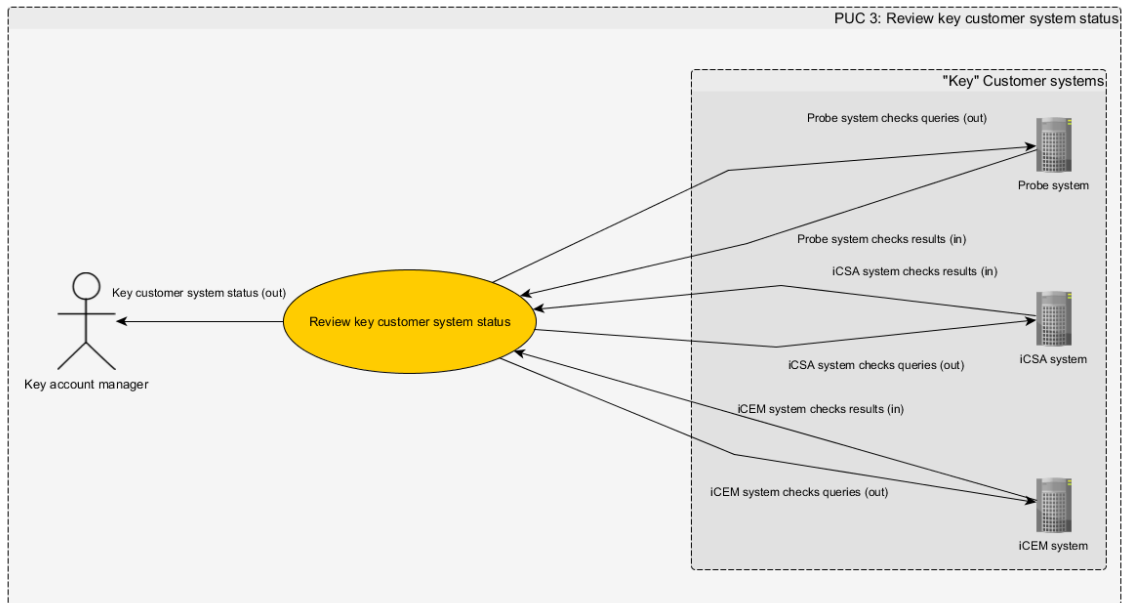 PUC 3: Review key customer system status
"Key" Customer systems
Probe system checks queries (out)
Probe system
Probe system checks results (in)
iCSA system checks results (in)
Key customer system status (out)
Review key customer system status
iCSA system
iCSA system checks queries (out)
Key account manager
iCEM system checks results (in)
iCEM system checks queries (out)
iCEM system